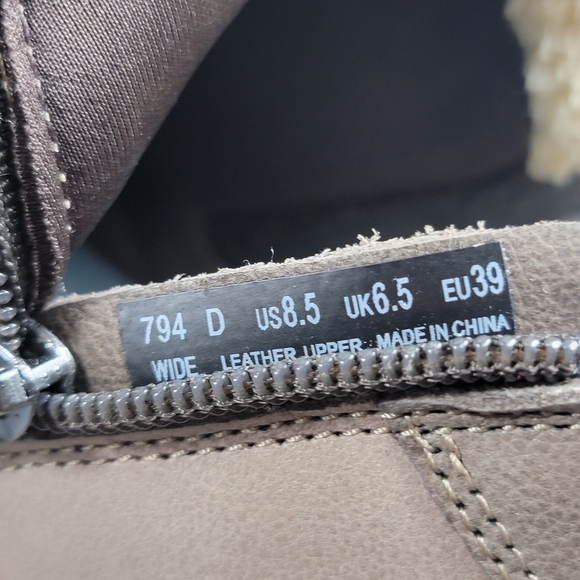 794 D US8.5 UK6.5 EU39
WIDE LEATHER UPPER MADE IN CHINA